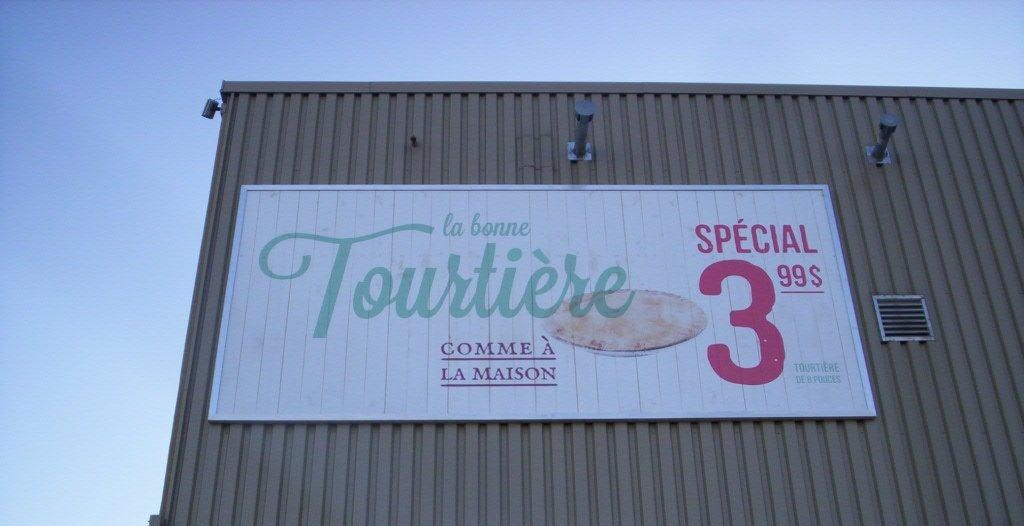 la bonne
Tourtière
COMME À
LA MAISON
SPÉCIAL
3 99$
TOURTIÈRE
DE 8 POUCES